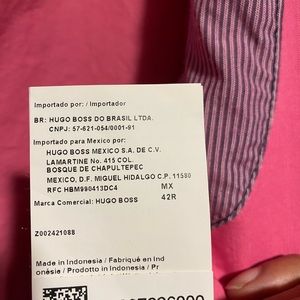 Importado por: / Importador
BR: HUGO BOSS DO BRASIL LTDA.
CNPJ: 57-621-054/0001-91
Importado para Mexico por:
HUGO BOSS MEXICO S.A. DE C.V.
LAMARTINE No. 415 COL.
BOSQUE DE CHAPULTEPEC
MEXICO, D.F. MIGUEL HIDALGO C.P. 11580
RFC HBM990413DC4 MX
Marca Comercial: HUGO BOSS 42R
Z002421088
Made in Indonesia / Fabriqué en Ind
onésie / Prodotto in Indonesia / Pr